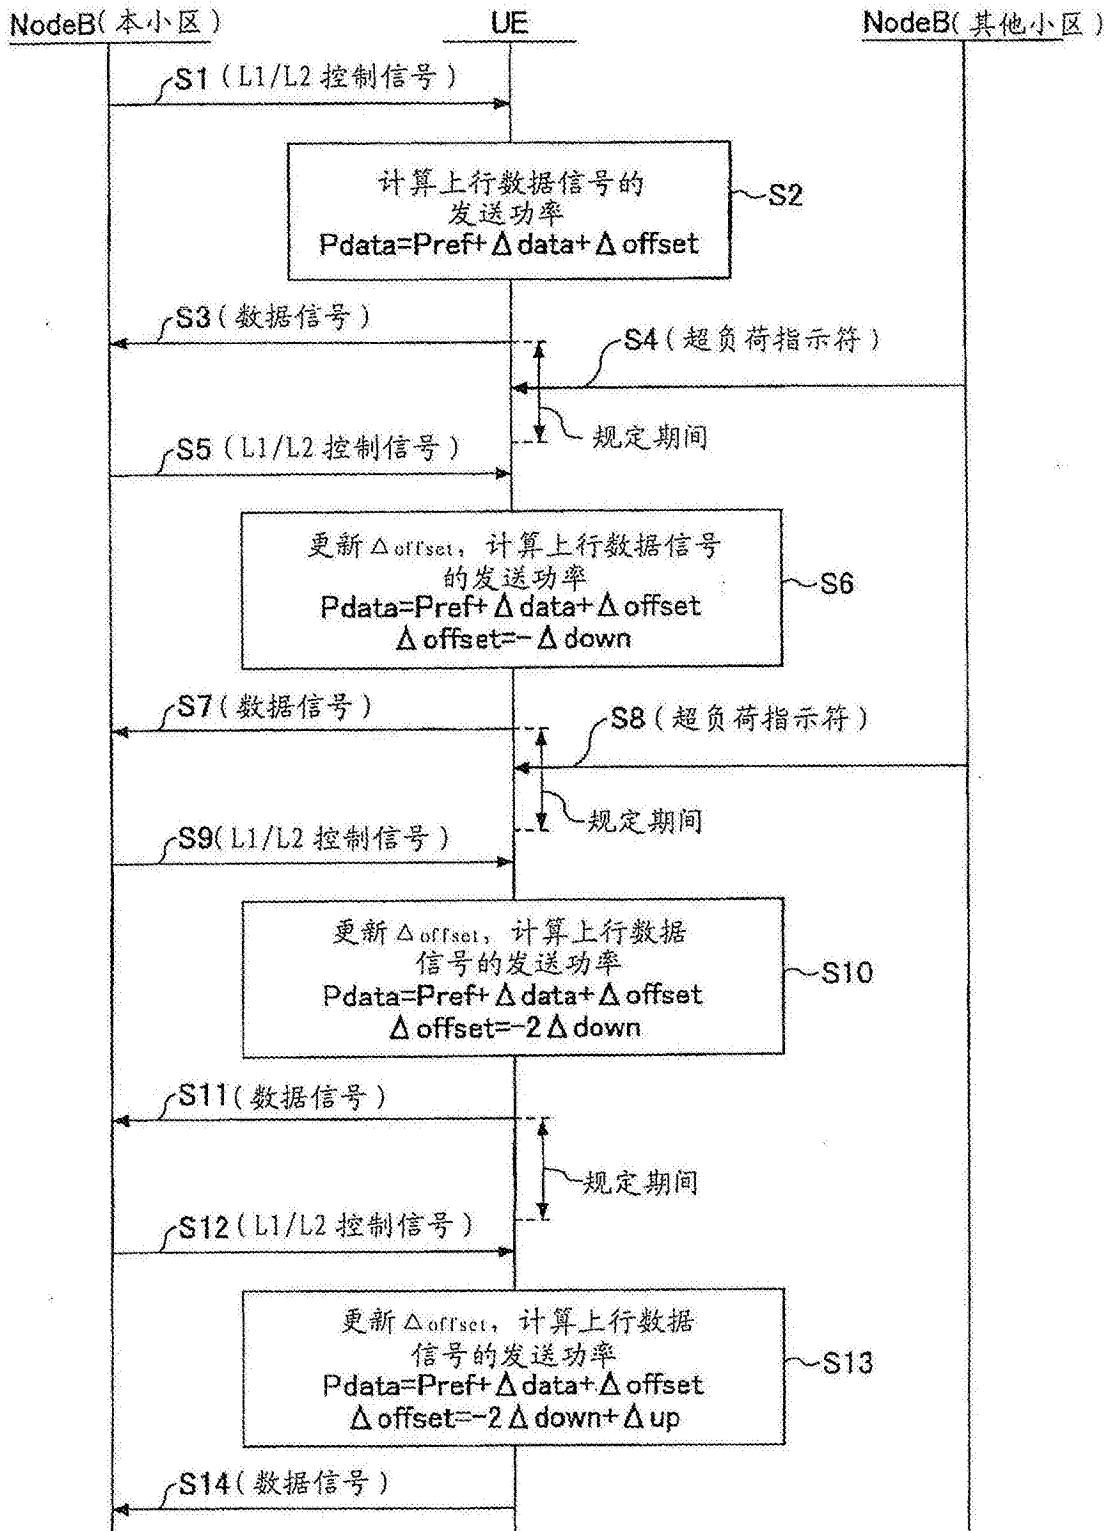 NodeB(本小区)
UE
NodeB(其他小区)
S1(L1/L2控制信号)
计算上行数据信号的
发送功率
Pdata=Pref+Δdata+Δoffset
S2
S3(数据信号)
S4(超负荷指示符)
规定期间
S5(L1/L2控制信号)
更新Δoffset,计算上行数据信号
的发送功率
Pdata=Pref+Δdata+Δoffset
Δoffset=-Δdown
S6
S7(数据信号)
S8(超负荷指示符)
规定期间
S9(L1/L2控制信号)
更新Δoffset,计算上行数据
信号的发送功率
Pdata=Pref+Δdata+Δoffset
Δoffset=-2Δdown
S10
S11(数据信号)
规定期间
S12(L1/L2控制信号)
更新Δoffset,计算上行数据
信号的发送功率
Pdata=Pref+Δdata+Δoffset
Δoffset=-2Δdown+Δup
S13
S14(数据信号)